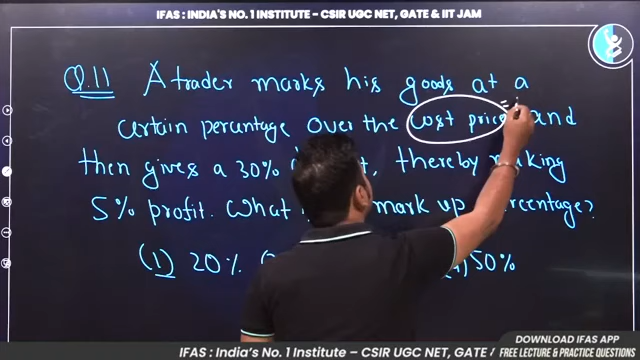 IFAS : INDIA'S NO. 1 INSTITUTE – CSIR UGC NET, GATE & IIT JAM
Q.11 A trader marks his goods at a
certain percentage over the cost price and
then gives a 30% thereby making
5% profit. What mark up percentage?
(1) 20% 50%
DOWNLOAD IFAS APP
IFAS: India's No. 1 Institute – CSIR UGC NET, GATE & IIT JAM / FREE LECTURE & PRACTICE QUESTIONS